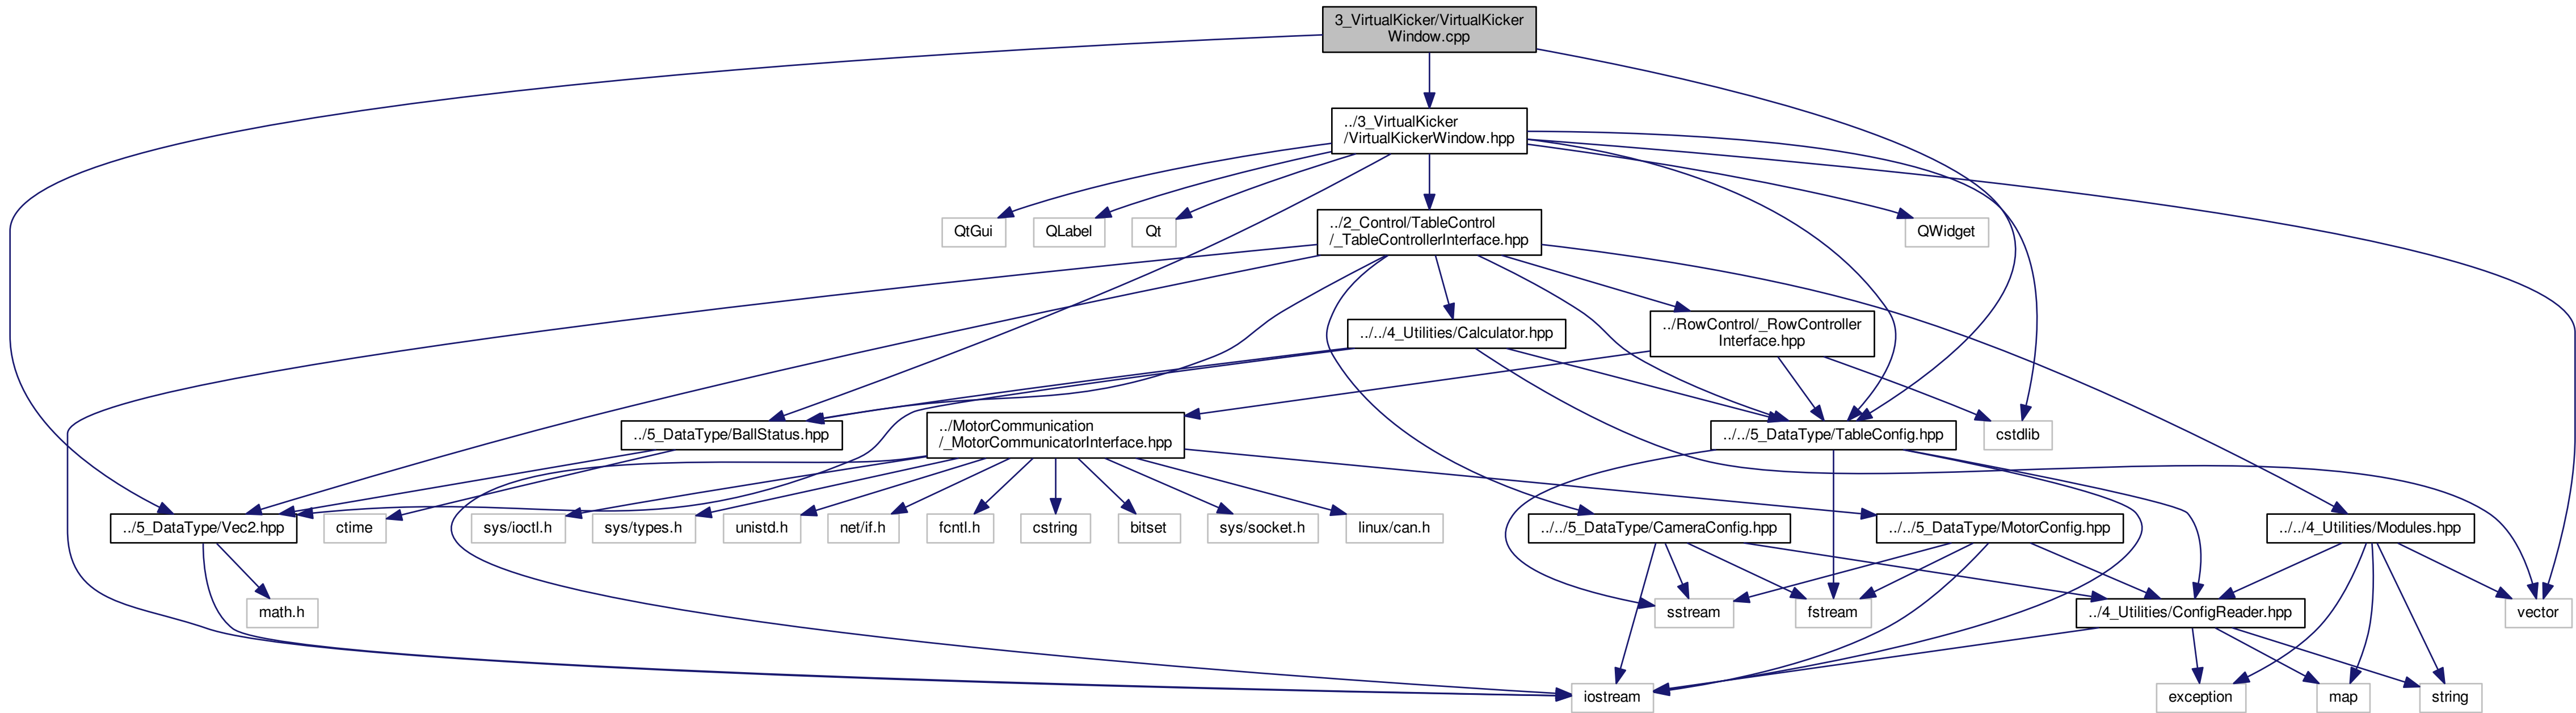 3_VirtualKicker/VirtualKicker
Window.cpp
../3_VirtualKicker
/VirtualKickerWindow.hpp
QtGui
QLabel
Qt
../2_Control/TableControl
/_TableControllerInterface.hpp
QWidget
../../4_Utilities/Calculator.hpp
../RowControl/_RowController
Interface.hpp
../5_DataType/BallStatus.hpp
../MotorCommunication
/_MotorCommunicatorInterface.hpp
../../5_DataType/TableConfig.hpp
cstdlib
../5_DataType/Vec2.hpp
ctime
sys/ioctl.h
sys/types.h
unistd.h
net/if.h
fcntl.h
cstring
bitset
sys/socket.h
linux/can.h
../../5_DataType/CameraConfig.hpp
../../5_DataType/MotorConfig.hpp
../../4_Utilities/Modules.hpp
math.h
sstream
fstream
../4_Utilities/ConfigReader.hpp
vector
iostream
exception
map
string